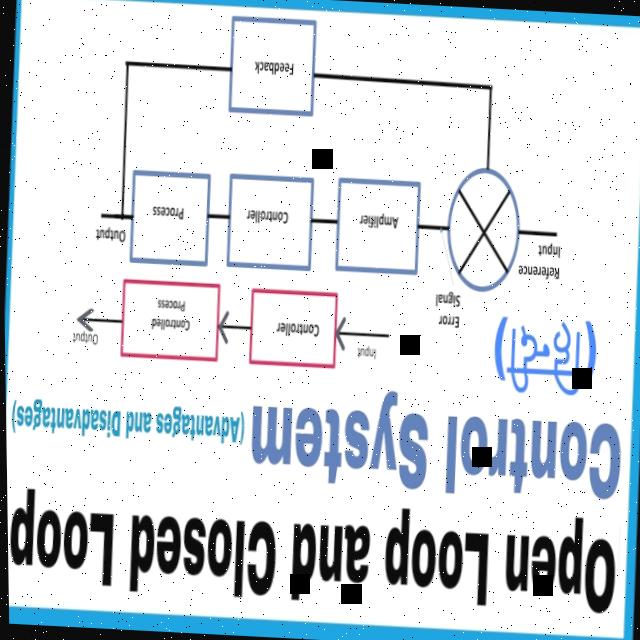 Open Loop and Closed Loop
Control System (Advantages and Disadvantages)
(हिन्दी)
Input
Controller
Controlled
Process
Output
Error
Signal
Reference
Input
Amplifier
Controller
Process
Output
Feedback